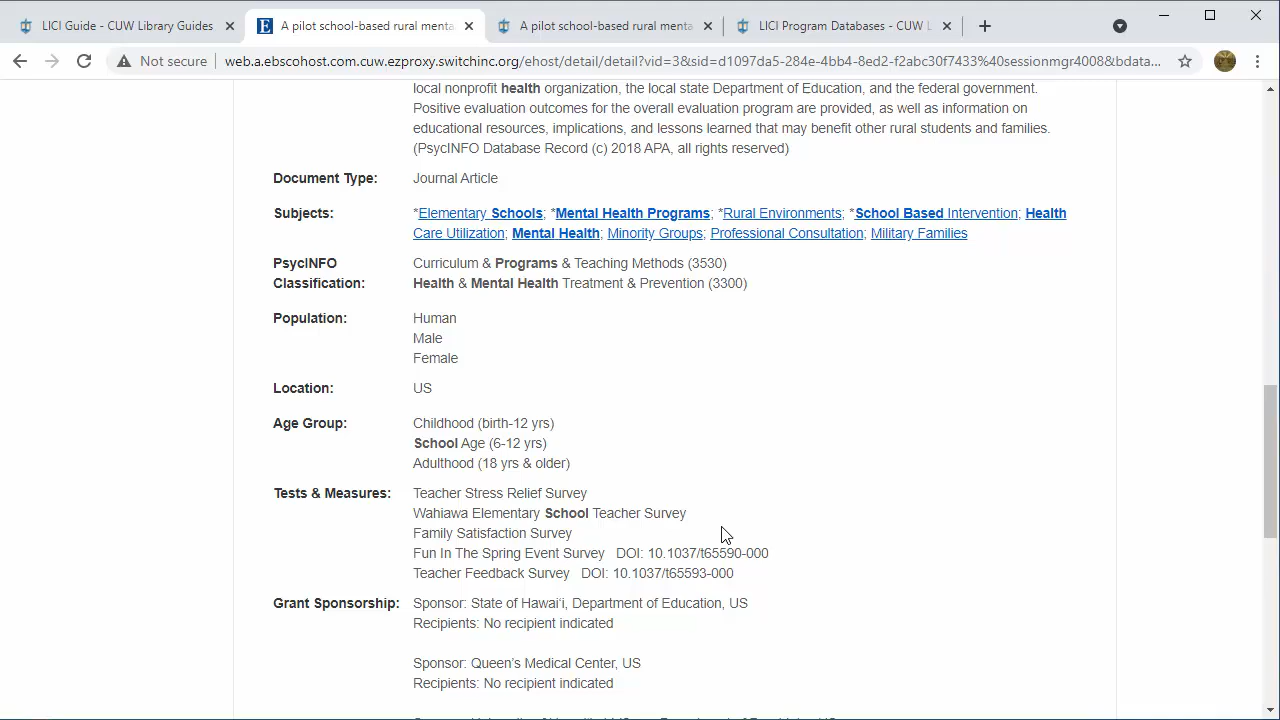 LICI Guide - CUW Library Guides
A pilot school-based rural menta
A pilot school-based rural menta
LICI Program Databases - CUW L
Not secure
web.a.ebscohost.com.cuw.ezproxy.switchinc.org/ehost/detail/detail?vid=3&sid=d1097da5-284e-4bb4-8ed2-f2abc30f7433%40sessionmgr4008&bdata...
local nonprofit health organization, the local state Department of Education, and the federal government.
Positive evaluation outcomes for the overall evaluation program are provided, as well as information on
educational resources, implications, and lessons learned that may benefit other rural students and families.
(PsycINFO Database Record (c) 2018 APA, all rights reserved)
Document Type: Journal Article
Subjects: *Elementary Schools; *Mental Health Programs; *Rural Environments; *School Based Intervention; Health
Care Utilization; Mental Health; Minority Groups; Professional Consultation; Military Families
PsycINFO Curriculum & Programs & Teaching Methods (3530)
Classification: Health & Mental Health Treatment & Prevention (3300)
Population: Human
Male
Female
Location: US
Age Group: Childhood (birth-12 yrs)
School Age (6-12 yrs)
Adulthood (18 yrs & older)
Tests & Measures: Teacher Stress Relief Survey
Wahiawa Elementary School Teacher Survey
Family Satisfaction Survey
Fun In The Spring Event Survey DOI: 10.1037/t65590-000
Teacher Feedback Survey DOI: 10.1037/t65593-000
Grant Sponsorship: Sponsor: State of Hawai‘i, Department of Education, US
Recipients: No recipient indicated
Sponsor: Queen’s Medical Center, US
Recipients: No recipient indicated